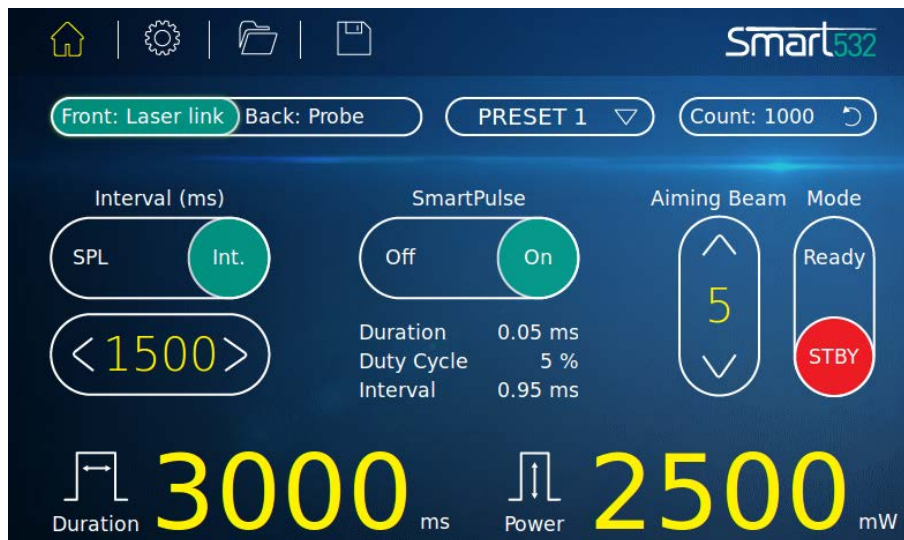 Smart532
Front: Laser link Back: Probe PRESET 1 Count: 1000
Interval (ms) SmartPulse Aiming Beam Mode
SPL Int. Off On Ready
5
<1500> STBY
Duration 0.05 ms
Duty Cycle 5 %
Interval 0.95 ms
Duration 3000 ms Power 2500 mW